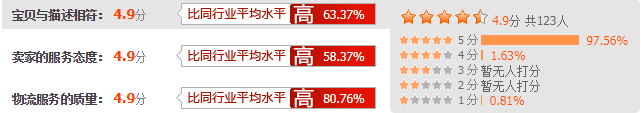 宝贝与描述相符：4.9分 比同行业平均水平 高 63.37%
卖家的服务态度：4.9分 比同行业平均水平 高 58.37%
物流服务的质量：4.9分 比同行业平均水平 高 80.76%
4.9分 共123人
5分 97.56%
4分 1.63%
3分 暂无人打分
2分 暂无人打分
1分 0.81%